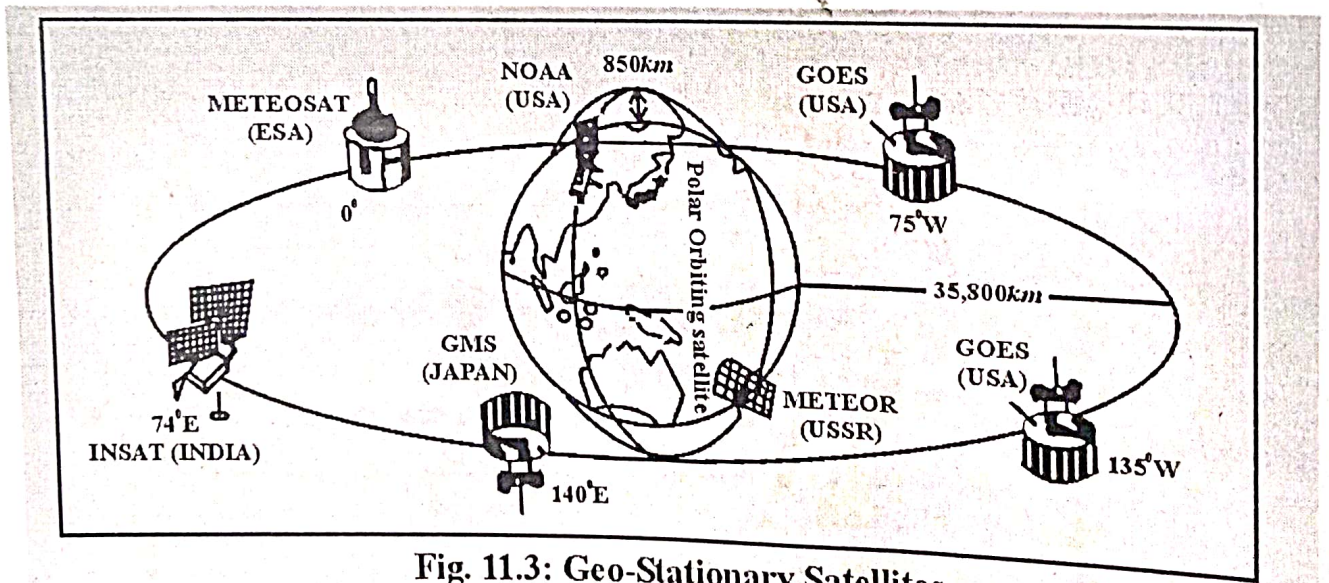 NOAA
(USA)
850km
GOES
(USA)
METEOSAT
(ESA)
0°
75°W
Polar Orbiting satellite
35,800km
GMS
(JAPAN)
GOES
(USA)
74°E
INSAT (INDIA)
METEOR
(USSR)
140°E
135°W
Fig. 11.3: Geo-Stationary Satellites